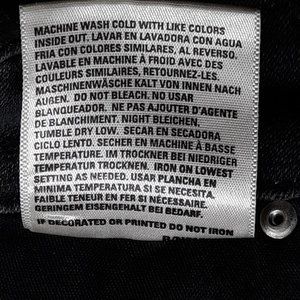 MACHINE WASH COLD WITH LIKE COLORS
INSIDE OUT. LAVAR EN LAVADORA CON AGUA
FRIA CON COLORES SIMILARES, AL REVERSO.
LAVABLE EN MACHINE À FROID AVEC DES
COULEURS SIMILAIRES, RETOURNEZ-LES.
MASCHINENWÄSCHE KALT VON INNEN NACH
AUßEN. DO NOT BLEACH. NO USAR
BLANQUEADOR. NE PAS AJOUTER D'AGENTE
DE BLANCHIMENT. NIGHT BLEICHEN.
TUMBLE DRY LOW. SECAR EN SECADORA
CICLO LENTO. SECHER EN MACHINE À BASSE
TEMPERATURE. IM TROCKNER BEI NIEDRIGER
TEMPERATUR TROCKNEN. IRON ON LOWEST
SETTING AS NEEDED. USAR PLANCHA EN
MINIMA TEMPERATURA SI SE NECESITA.
FAIBLE TENEUR EN FER SI NÉCESSAIRE.
GERINGEM EISENGEHALT BEI BEDARF.
IF DECORATED OR PRINTED DO NOT IRON